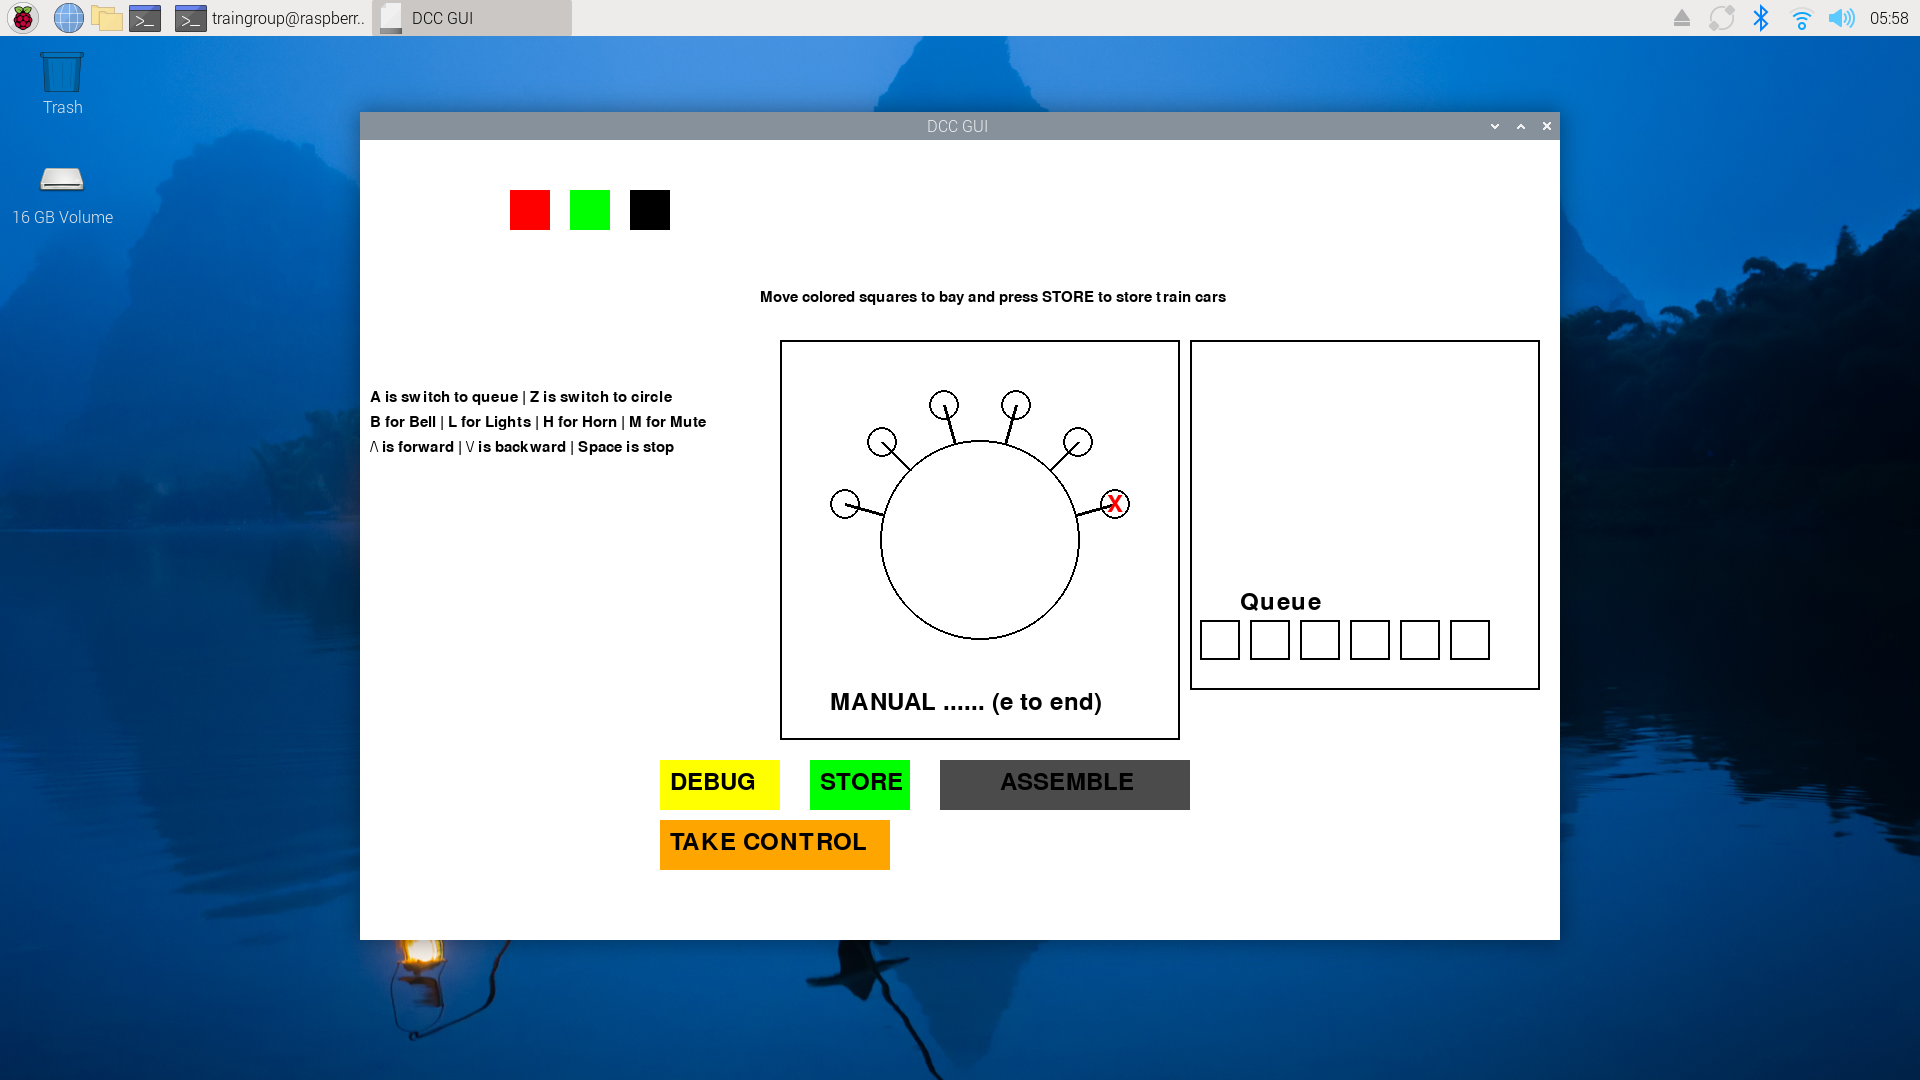 traingroup@raspberr..
DCC GUI
05:58
Trash
16 GB Volume
DCC GUI
Move colored squares to bay and press STORE to store train cars
A is switch to queue | Z is switch to circle
B for Bell | L for Lights | H for Horn | M for Mute
/\ is forward | \/ is backward | Space is stop
X
Queue
MANUAL ...... (e to end)
DEBUG
STORE
ASSEMBLE
TAKE CONTROL